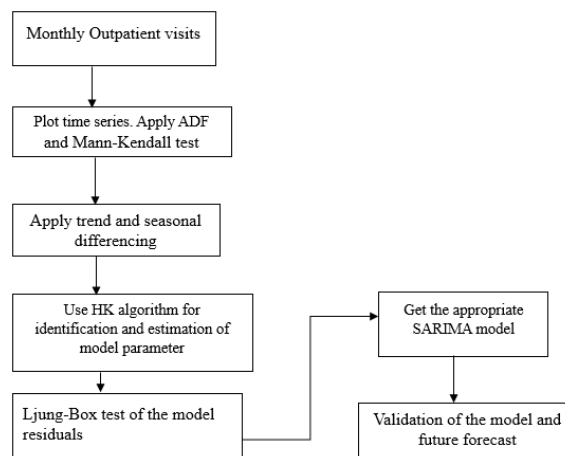 Monthly Outpatient visits
Plot time series. Apply ADF
and Mann-Kendall test
Apply trend and seasonal
differencing
Use HK algorithm for
identification and estimation of
model parameter
Ljung-Box test of the model
residuals
Get the appropriate
SARIMA model
Validation of the model and
future forecast